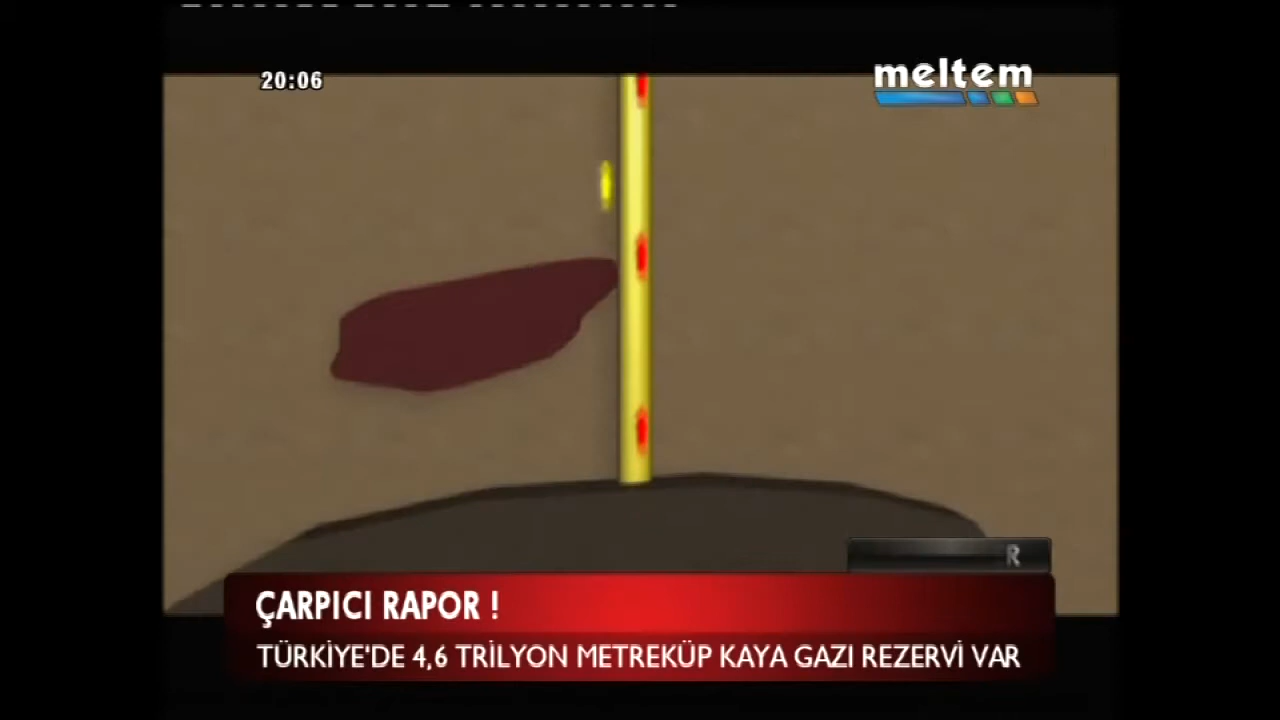 20:06
meltem
R
ÇARPICI RAPOR !
TÜRKİYE'DE 4,6 TRİLYON METREKÜP KAYA GAZI REZERVİ VAR